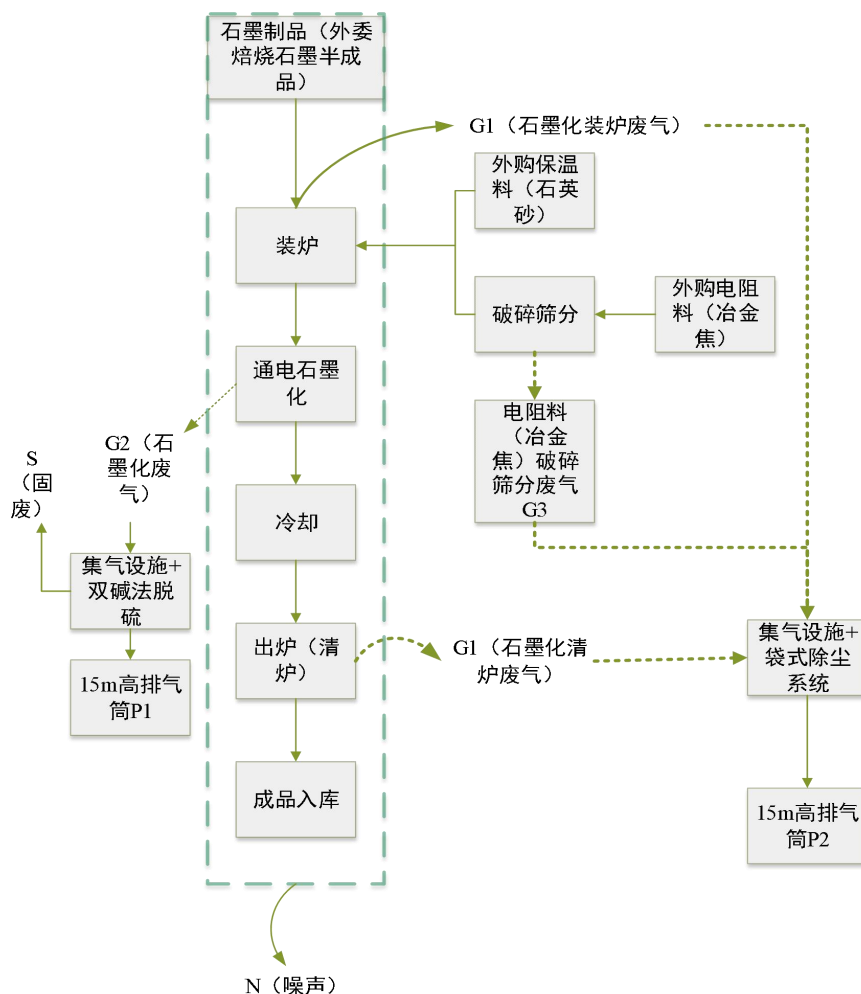 石墨制品（外委
焙烧石墨半成
品）
G1（石墨化装炉废气）
外购保温
料（石英
砂）
装炉
破碎筛分
外购电阻
料（冶金
焦）
通电石墨
化
电阻料
（冶金
焦）破碎
筛分废气
G3
G2（石
墨化废
气）
S
（固
废）
冷却
集气设施+
双碱法脱
硫
出炉（清
炉）
G1（石墨化清
炉废气）
集气设施+
袋式除尘
系统
15m高排气
筒P1
成品入库
15m高排气
筒P2
N（噪声）